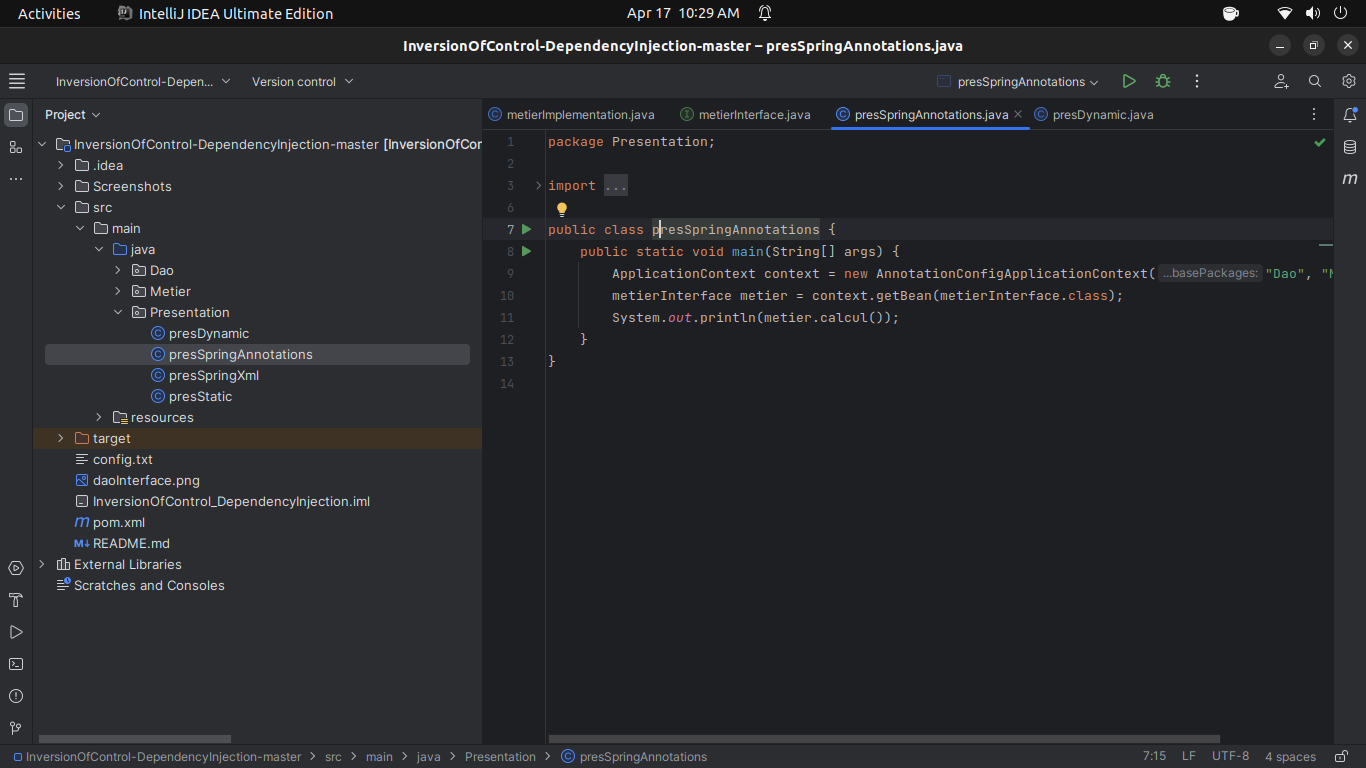 Activities IntelliJ IDEA Ultimate Edition Apr 17 10:29 AM
InversionOfControl-DependencyInjection-master – presSpringAnnotations.java
InversionOfControl-Depen... Version control presSpringAnnotations
Project
metierImplementation.java metierInterface.java presSpringAnnotations.java presDynamic.java
InversionOfControl-DependencyInjection-master [InversionOfCor
.idea
Screenshots
src
main
java
Dao
Metier
Presentation
presDynamic
presSpringAnnotations
presSpringXml
presStatic
resources
target
config.txt
daoInterface.png
InversionOfControl_DependencyInjection.iml
pom.xml
README.md
External Libraries
Scratches and Consoles
1 package Presentation;
2
3 import ...
6
7 public class presSpringAnnotations {
8 public static void main(String[] args) {
9 ApplicationContext context = new AnnotationConfigApplicationContext( ...basePackages: "Dao", "M
10 metierInterface metier = context.getBean(metierInterface.class);
11 System.out.println(metier.calcul());
12 }
13 }
14
InversionOfControl-DependencyInjection-master > src > main > java > Presentation > presSpringAnnotations 7:15 LF UTF-8 4 spaces